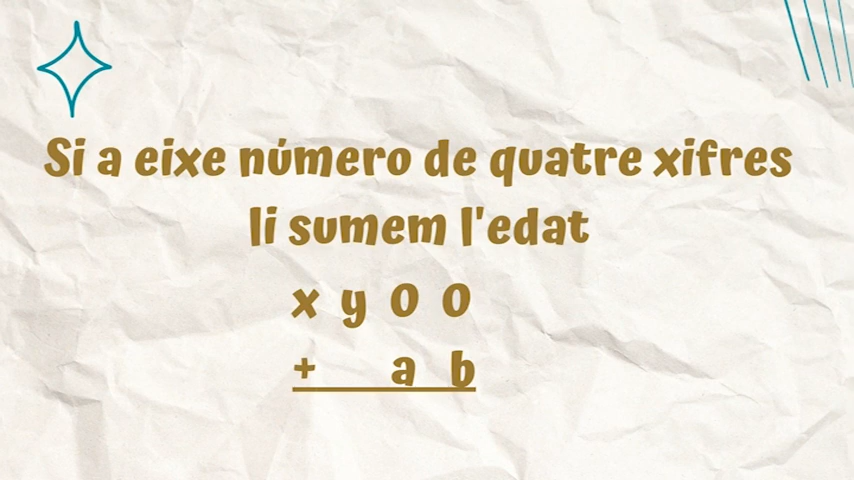 Si a eixe número de quatre xifres
li sumem l'edat
x y 0 0
+ a b